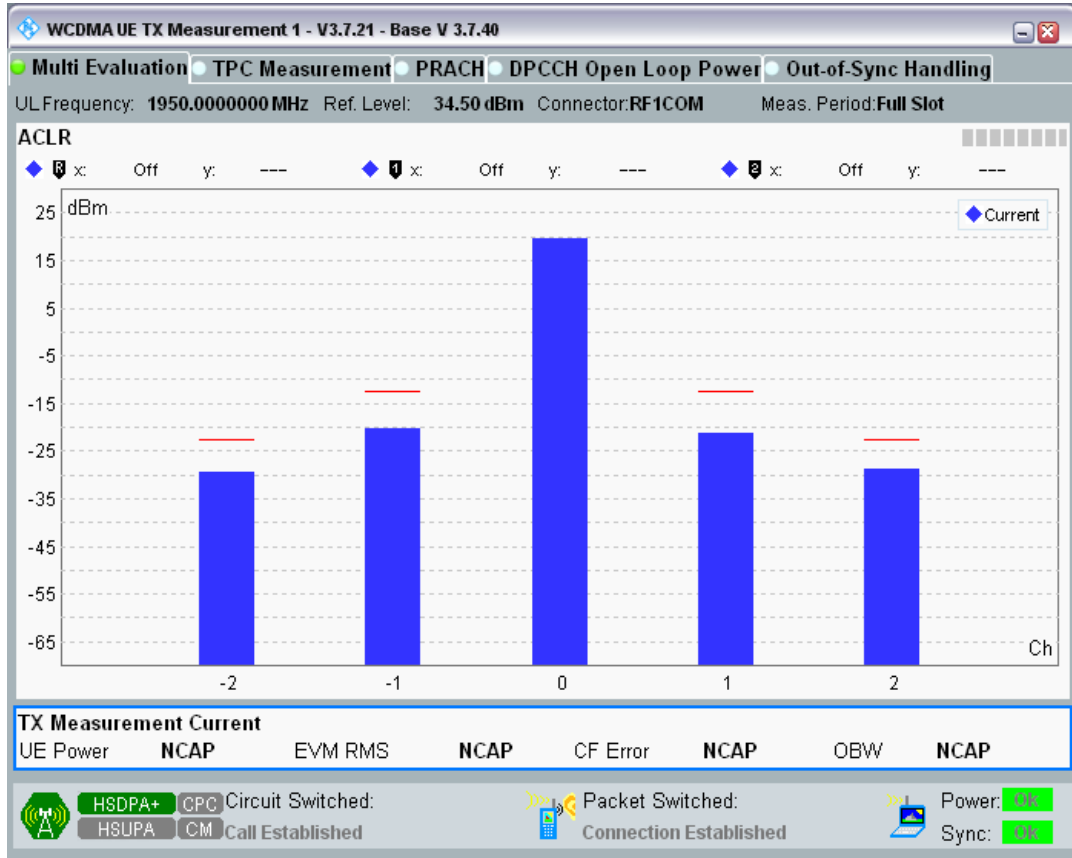 WCDMA UE TX Measurement 1 - V3.7.21 - Base V 3.7.40
Multi Evaluation TPC Measurement PRACH DPCCH Open Loop Power Out-of-Sync Handling
UL Frequency: 1950.0000000 MHz Ref. Level: 34.50 dBm Connector:RF1COM Meas. Period:Full Slot
ACLR
R x: Off y: --- 1 x: Off y: --- 2 x: Off y: ---
dBm
Current
25
15
5
-5
-15
-25
-35
-45
-55
-65
Ch
-2 -1 0 1 2
TX Measurement Current
UE Power NCAP EVM RMS NCAP CF Error NCAP OBW NCAP
HSDPA+ CPC Circuit Switched: Packet Switched: Power: Ok
HSUPA CM Call Established Connection Established Sync: Ok